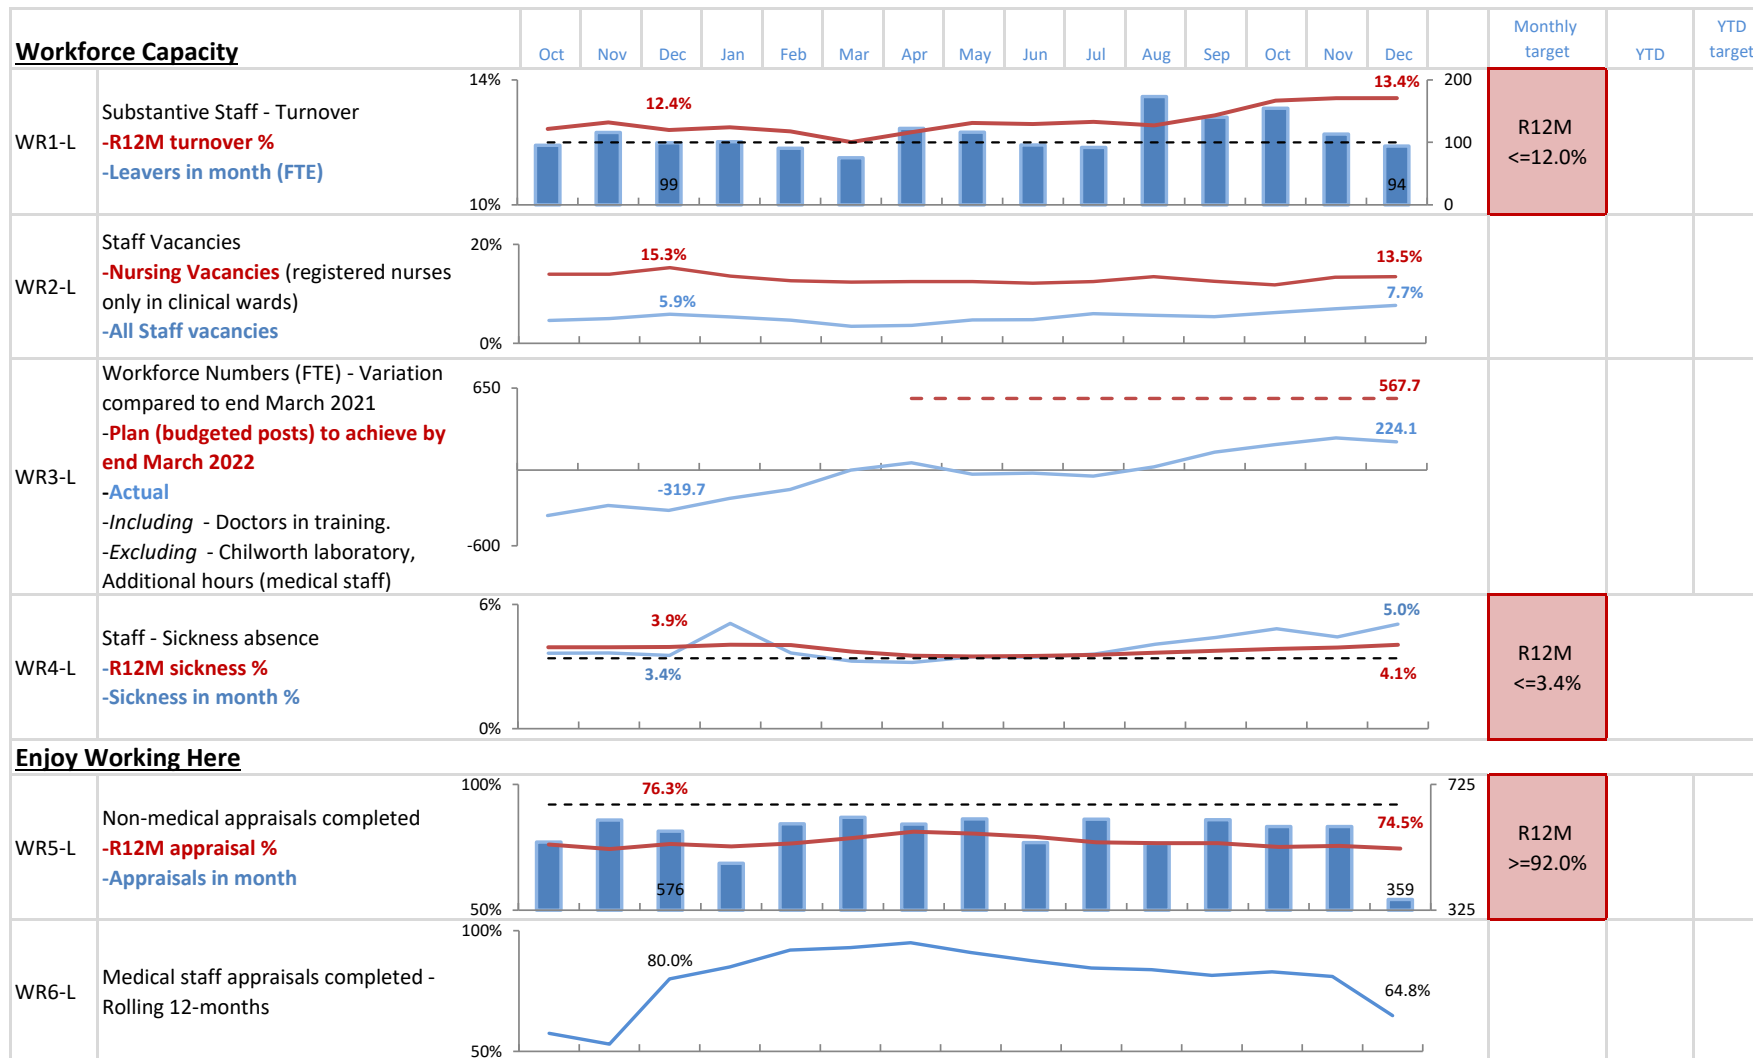 Workforce Capacity
Oct Nov Dec Jan Feb Mar Apr May Jun Jul Aug Sep Oct Nov Dec
Monthly target
YTD
YTD target
WR1-L
Substantive Staff - Turnover
-R12M turnover %
-Leavers in month (FTE)
14%
10%
12.4%
13.4%
99
94
200
100
0
R12M
<=12.0%
WR2-L
Staff Vacancies
-Nursing Vacancies (registered nurses
only in clinical wards)
-All Staff vacancies
20%
0%
15.3%
13.5%
5.9%
7.7%
WR3-L
Workforce Numbers (FTE) - Variation
compared to end March 2021
-Plan (budgeted posts) to achieve by
end March 2022
-Actual
-Including - Doctors in training.
-Excluding - Chilworth laboratory,
Additional hours (medical staff)
650
-600
567.7
224.1
-319.7
WR4-L
Staff - Sickness absence
-R12M sickness %
-Sickness in month %
6%
0%
3.9%
5.0%
3.4%
4.1%
R12M
<=3.4%
Enjoy Working Here
WR5-L
Non-medical appraisals completed
-R12M appraisal %
-Appraisals in month
100%
50%
76.3%
74.5%
576
359
725
325
R12M
>=92.0%
WR6-L
Medical staff appraisals completed -
Rolling 12-months
100%
50%
80.0%
64.8%